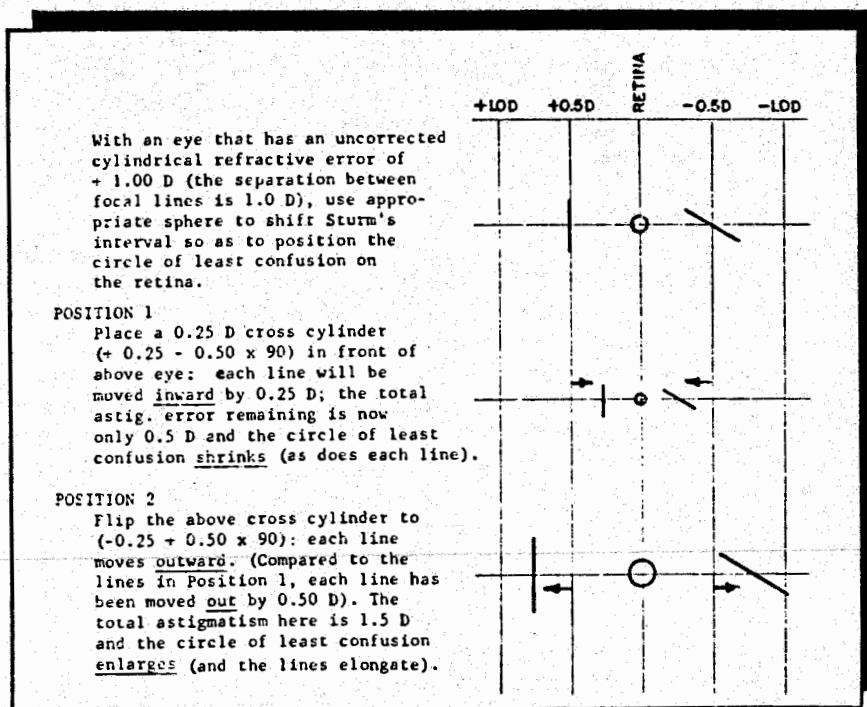 RETINA
+1.0D +0.5D -0.5D -1.0D
With an eye that has an uncorrected
cylindrical refractive error of
+ 1.00 D (the separation between
focal lines is 1.0 D), use appro-
priate sphere to shift Sturm's
interval so as to position the
circle of least confusion on
the retina.
POSITION 1
Place a 0.25 D cross cylinder
(+ 0.25 - 0.50 x 90) in front of
above eye: each line will be
moved inward by 0.25 D; the total
astig. error remaining is now
only 0.5 D and the circle of least
confusion shrinks (as does each line).
POSITION 2
Flip the above cross cylinder to
(-0.25 + 0.50 x 90): each line
moves outward. (Compared to the
lines in Position 1, each line has
been moved out by 0.50 D). The
total astigmatism here is 1.5 D
and the circle of least confusion
enlarges (and the lines elongate).